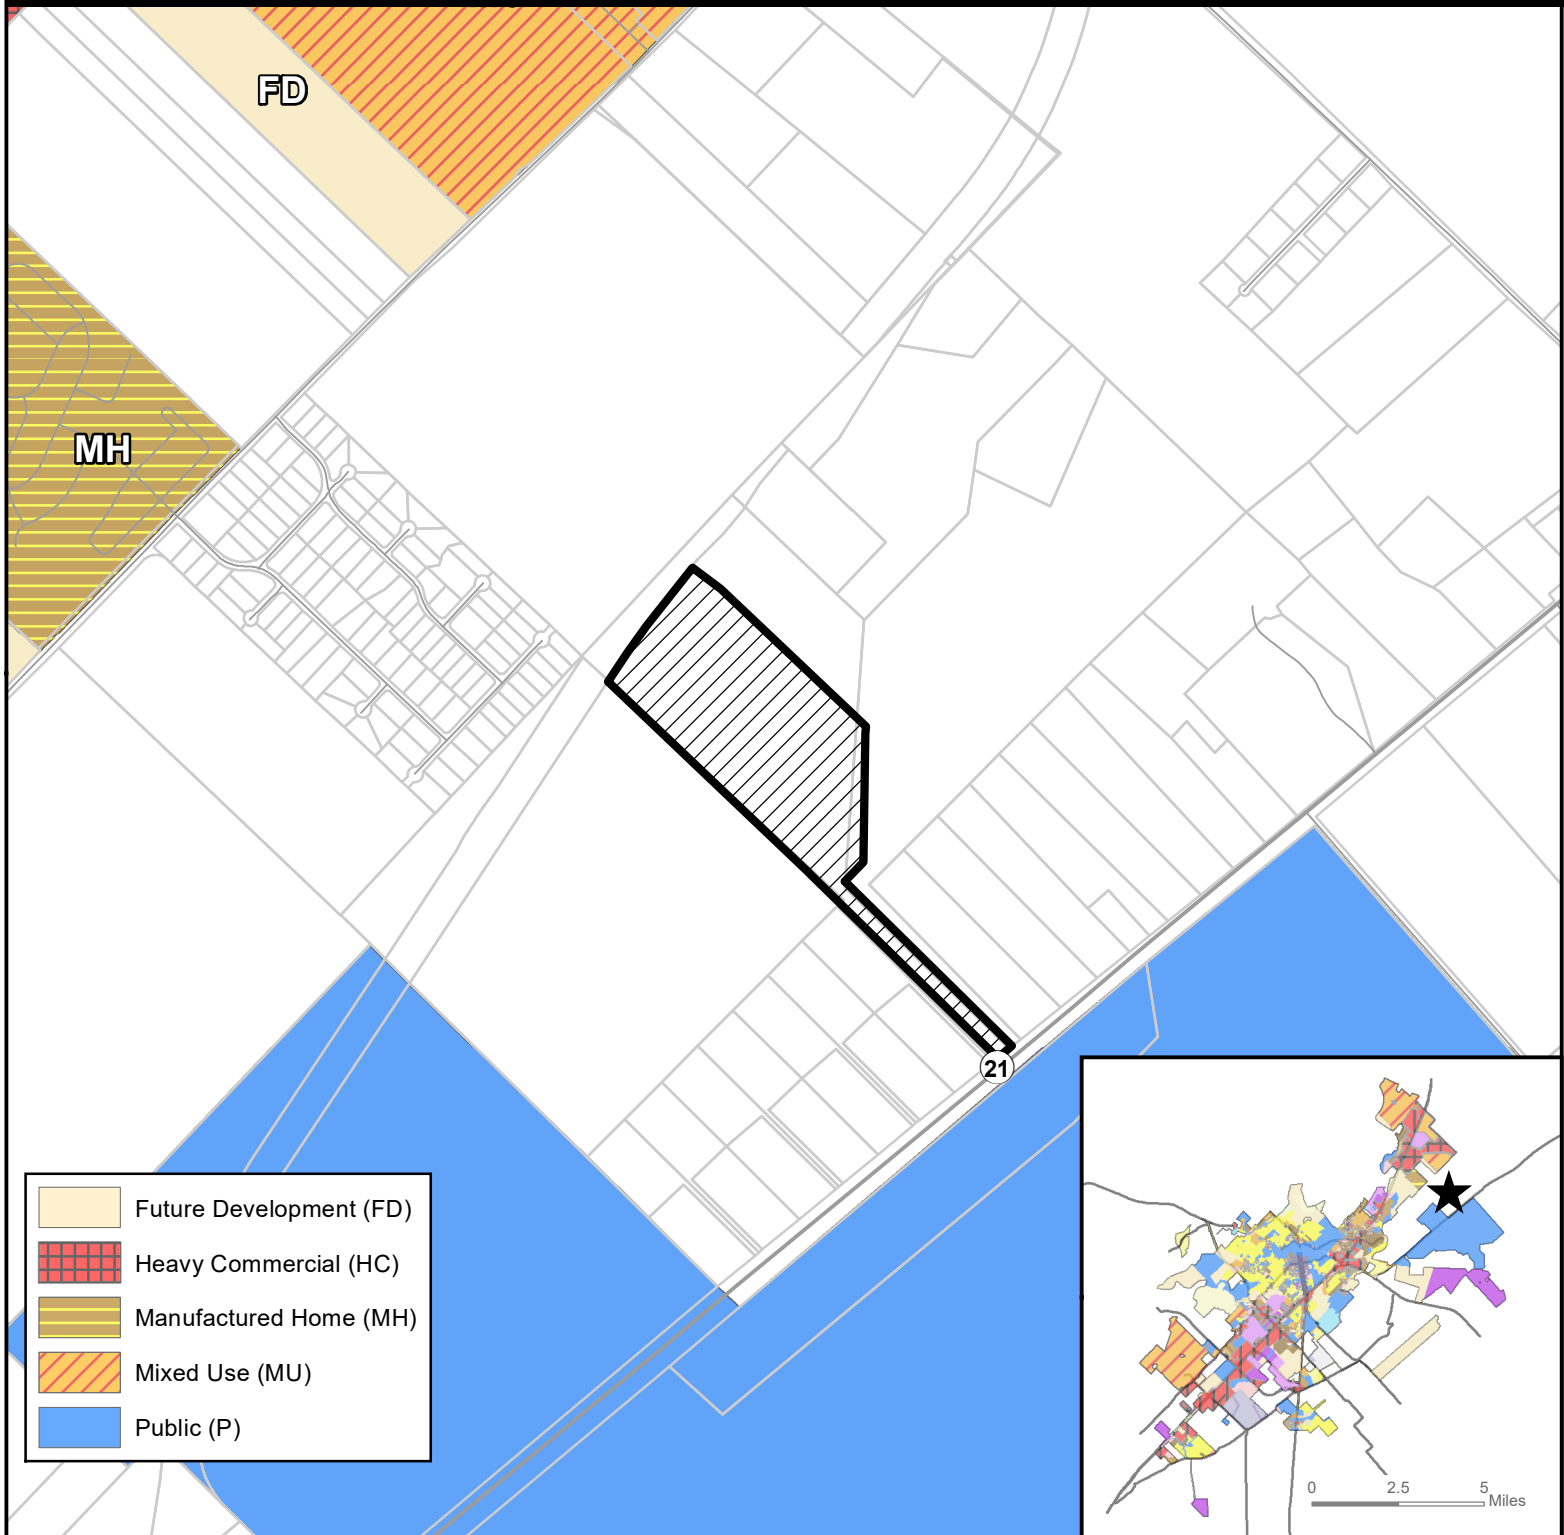 FD
MH
21
Future Development (FD)
Heavy Commercial (HC)
Manufactured Home (MH)
Mixed Use (MU)
Public (P)
0 2.5 5
Miles